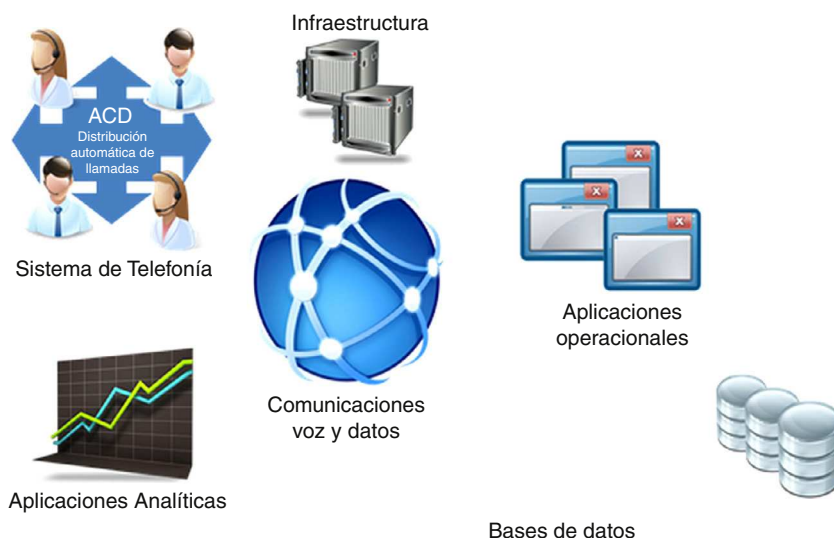 Infraestructura
ACD
Distribución
automática de
llamadas
Sistema de Telefonía
Aplicaciones
operacionales
Comunicaciones
voz y datos
Aplicaciones Analíticas
Bases de datos